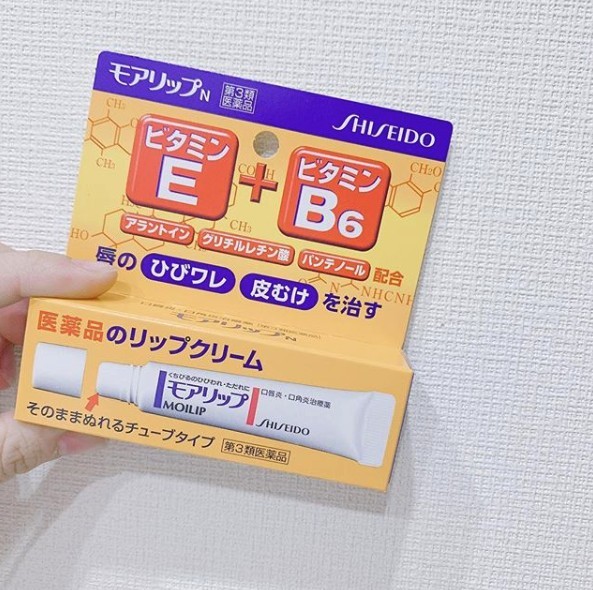 モアリップN
第3類
医薬品
SHISEIDO
ビタミン
E
+
ビタミン
B6
アラントイン
グリチルレチン酸
パンテノール
配合
唇の ひびワレ 皮むけ を治す
医薬品のリップクリーム
くちびるのひびわれ・ただれに
モアリップ
MOILIP
口唇炎・口角炎治療薬
SHISEIDO
そのままぬれるチューブタイプ 第3類医薬品